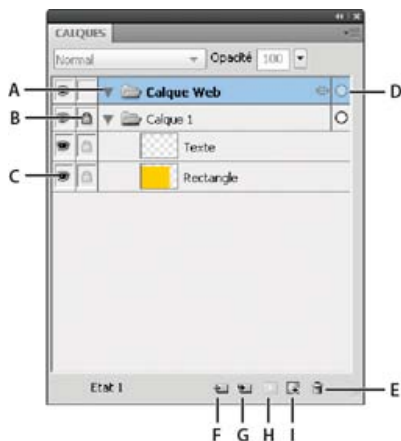 CALQUES
Normal Opacité 100
A Calque Web D
B Calque 1
Texte
C Rectangle
Etat 1 E
F G H I